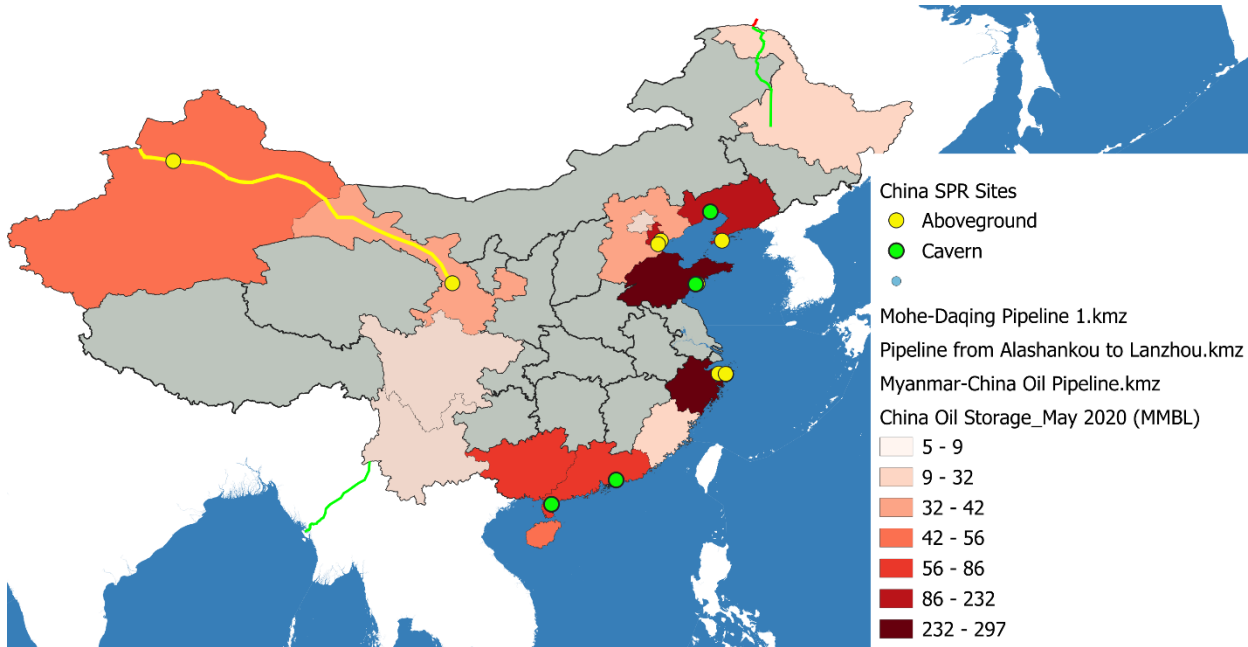 China SPR Sites
Aboveground
Cavern
Mohe-Daqing Pipeline 1.kmz
Pipeline from Alashankou to Lanzhou.kmz
Myanmar-China Oil Pipeline.kmz
China Oil Storage_May 2020 (MMBL)
5 - 9
9 - 32
32 - 42
42 - 56
56 - 86
86 - 232
232 - 297